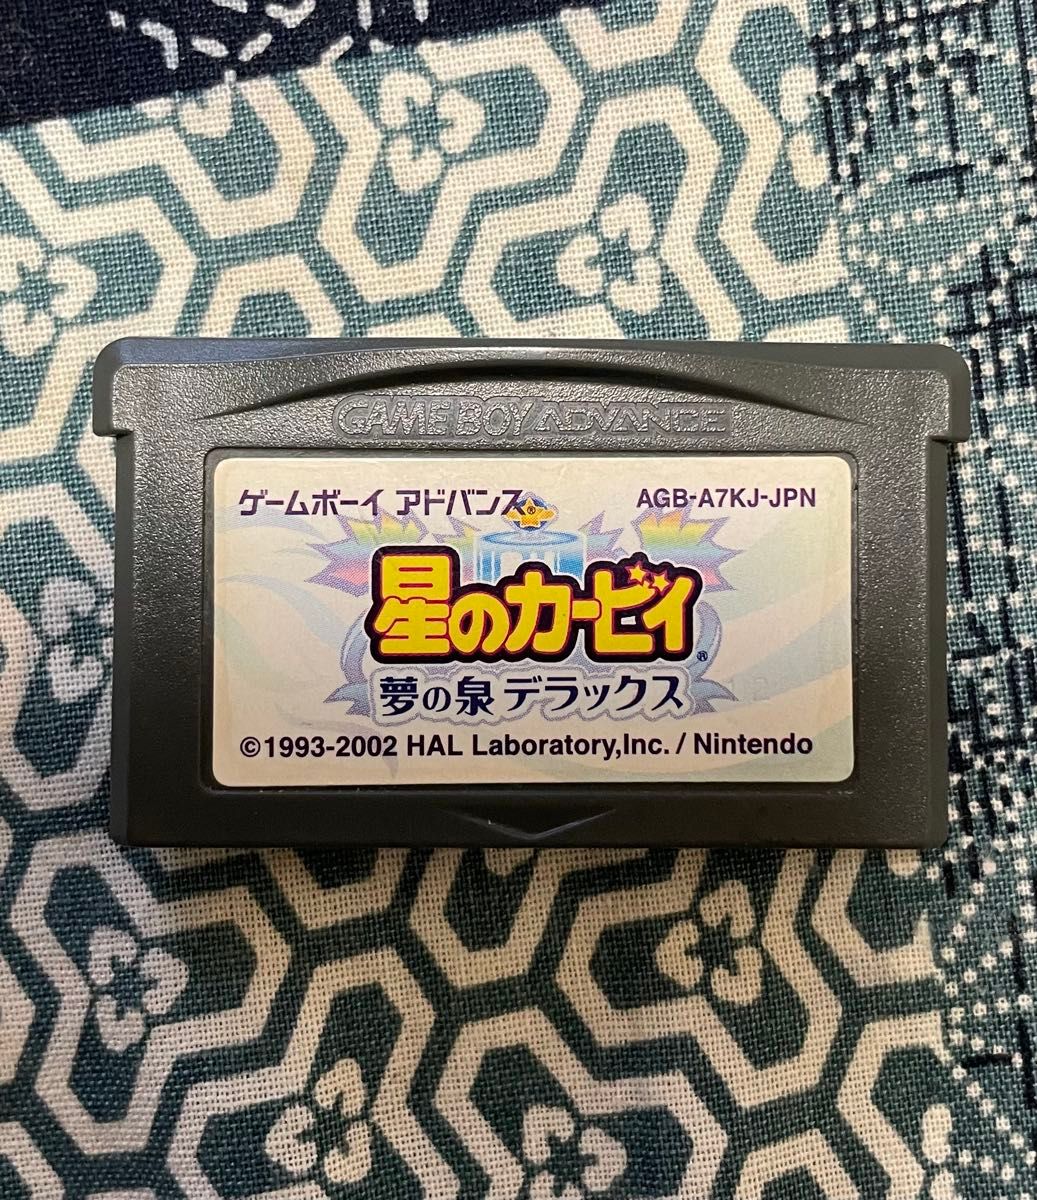 GAME BOY ADVANCE
ゲームボーイ アドバンス® AGB-A7KJ-JPN
星のカービィ®
夢の泉 デラックス
©1993-2002 HAL Laboratory,Inc. / Nintendo